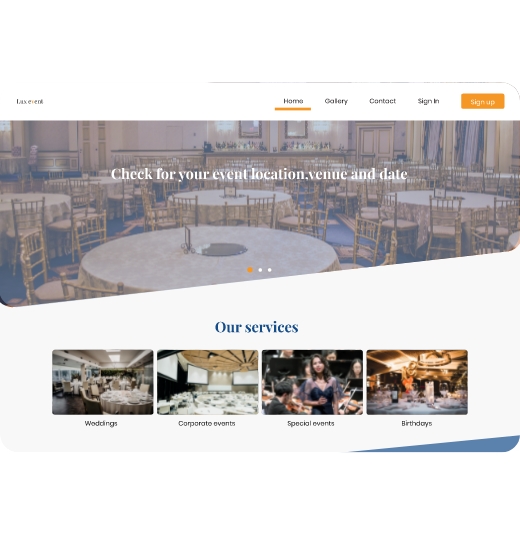 Lux event
Home Gallery Contact Sign In Sign up
Check for your event location,venue and date
Our services
Weddings Corporate events Special events Birthdays